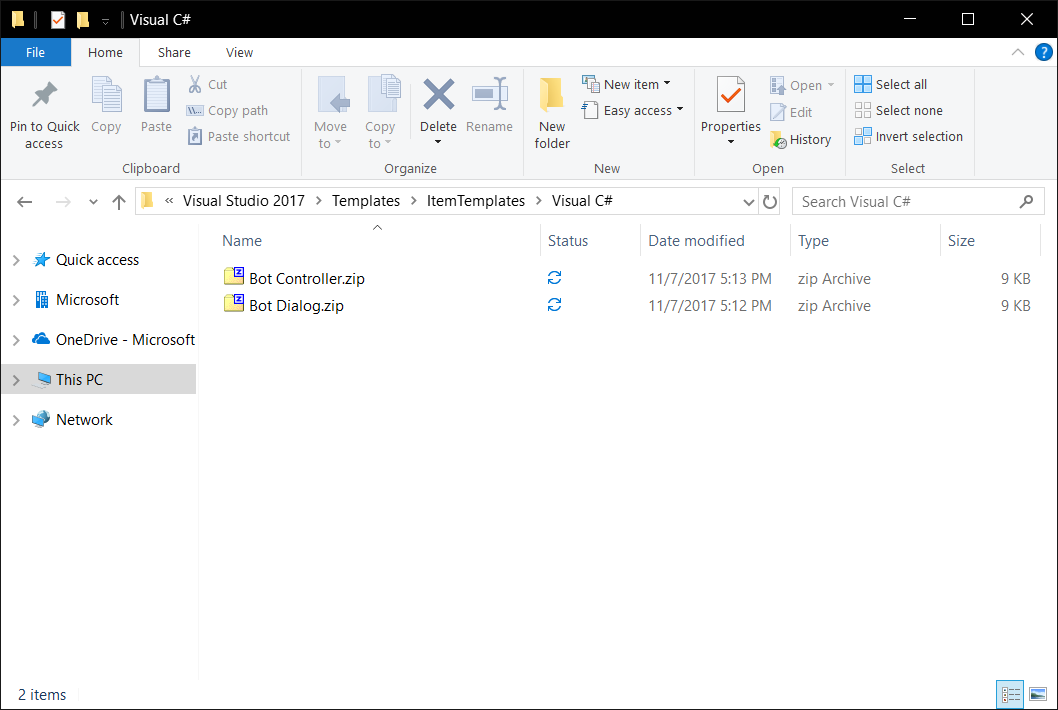 Visual C#
File Home Share View
Pin to Quick access
Copy
Paste
Cut
Copy path
Paste shortcut
Clipboard
Move to
Copy to
Delete
Rename
Organize
New folder
New item
Easy access
New
Properties
Open
Edit
History
Open
Select all
Select none
Invert selection
Select
« Visual Studio 2017 > Templates > ItemTemplates > Visual C#
Search Visual C#
Quick access
Microsoft
OneDrive - Microsoft
This PC
Network
Name Status Date modified Type Size
Bot Controller.zip 11/7/2017 5:13 PM zip Archive 9 KB
Bot Dialog.zip 11/7/2017 5:12 PM zip Archive 9 KB
2 items